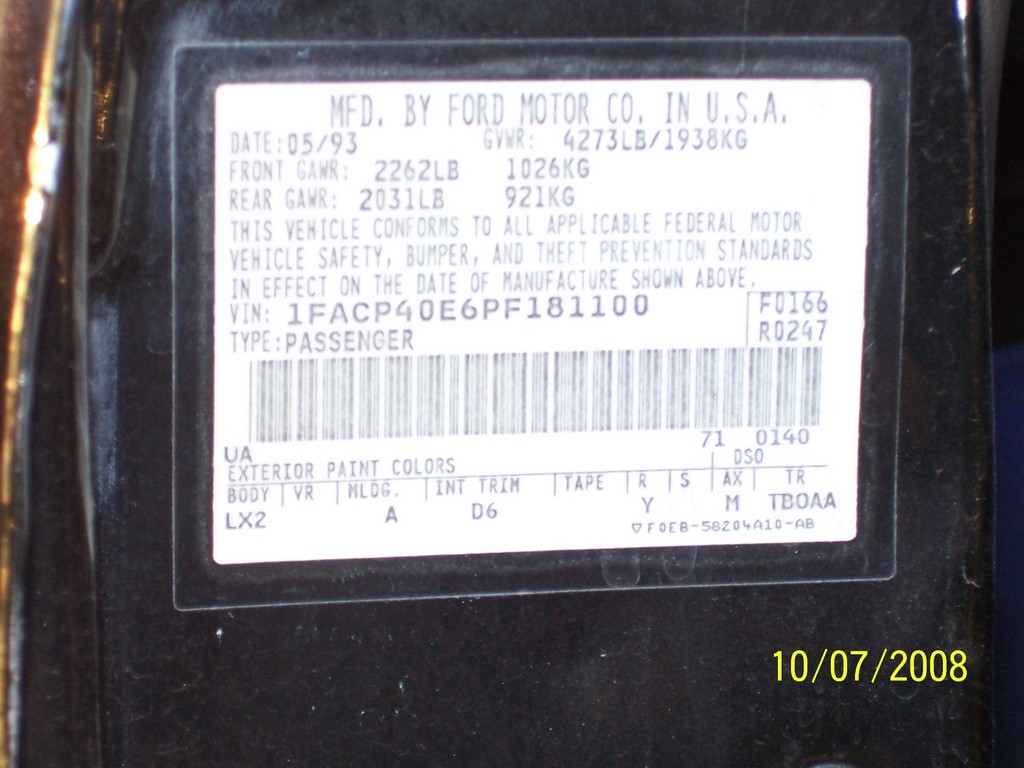 MFD. BY FORD MOTOR CO. IN U.S.A.
DATE: 05/93 GVWR: 4273LB/1938KG
FRONT GAWR: 2262LB 1026KG
REAR GAWR: 2031LB 921KG
THIS VEHICLE CONFORMS TO ALL APPLICABLE FEDERAL MOTOR
VEHICLE SAFETY, BUMPER, AND THEFT PREVENTION STANDARDS
IN EFFECT ON THE DATE OF MANUFACTURE SHOWN ABOVE.
VIN: 1FACP40E6PF181100 F0166
TYPE: PASSENGER R0247
UA 71 0140
EXTERIOR PAINT COLORS DSO
BODY VR MLDG. INT TRIM TAPE R S AX TR
LX2 A D6 Y M TBOAA
▽F0EB-58204A10-AB
10/07/2008